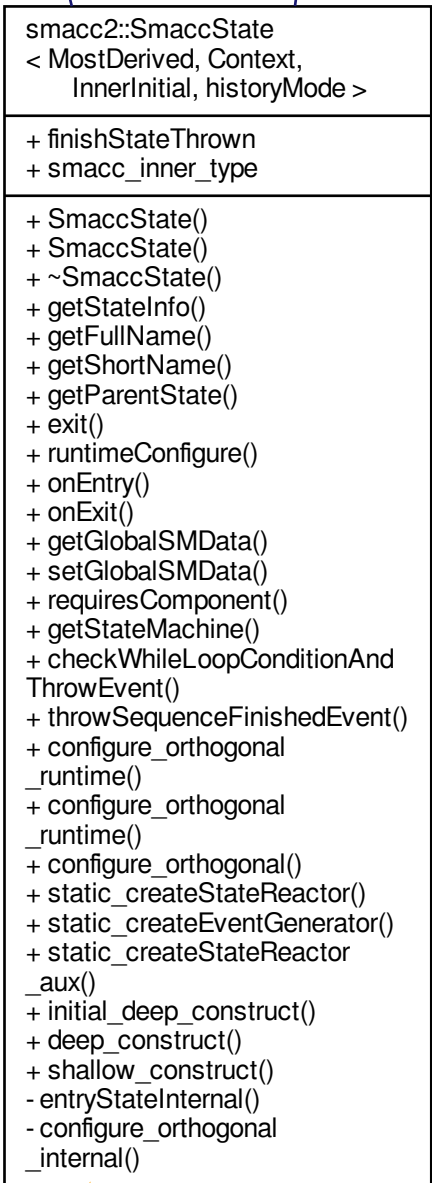 smacc2::SmaccState
< MostDerived, Context,
InnerInitial, historyMode >
+ finishStateThrown
+ smacc_inner_type
+ SmaccState()
+ SmaccState()
+ ~SmaccState()
+ getStateInfo()
+ getFullName()
+ getShortName()
+ getParentState()
+ exit()
+ runtimeConfigure()
+ onEntry()
+ onExit()
+ getGlobalSMData()
+ setGlobalSMData()
+ requiresComponent()
+ getStateMachine()
+ checkWhileLoopConditionAnd
ThrowEvent()
+ throwSequenceFinishedEvent()
+ configure_orthogonal
_runtime()
+ configure_orthogonal
_runtime()
+ configure_orthogonal()
+ static_createStateReactor()
+ static_createEventGenerator()
+ static_createStateReactor
_aux()
+ initial_deep_construct()
+ deep_construct()
+ shallow_construct()
- entryStateInternal()
- configure_orthogonal
_internal()